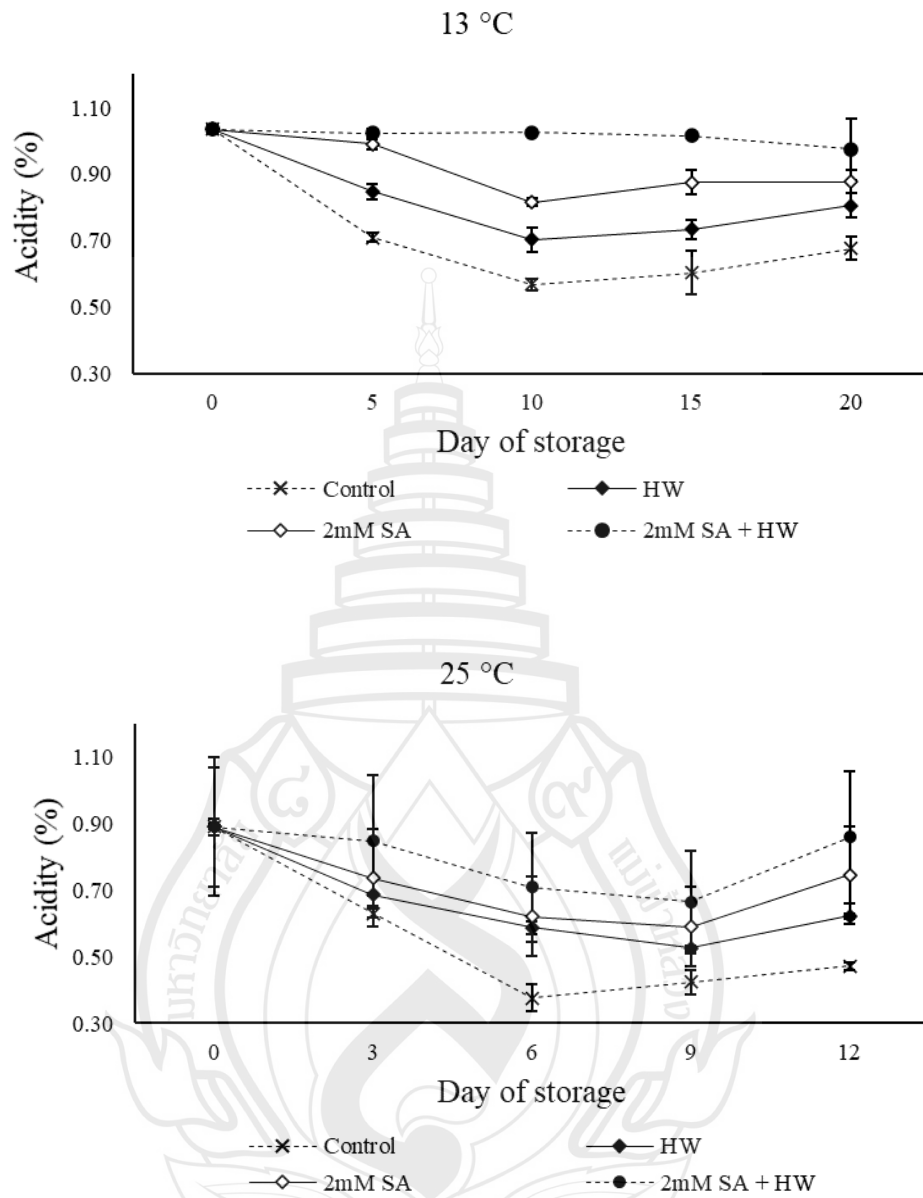 13 °C
1.10
0.90
0.70
0.50
0.30
Acidity (%)
0 5 10 15 20
Day of storage
Control HW
2mM SA 2mM SA + HW
25 °C
1.10
0.90
0.70
0.50
0.30
Acidity (%)
0 3 6 9 12
Day of storage
Control HW
2mM SA 2mM SA + HW
๘ ๙